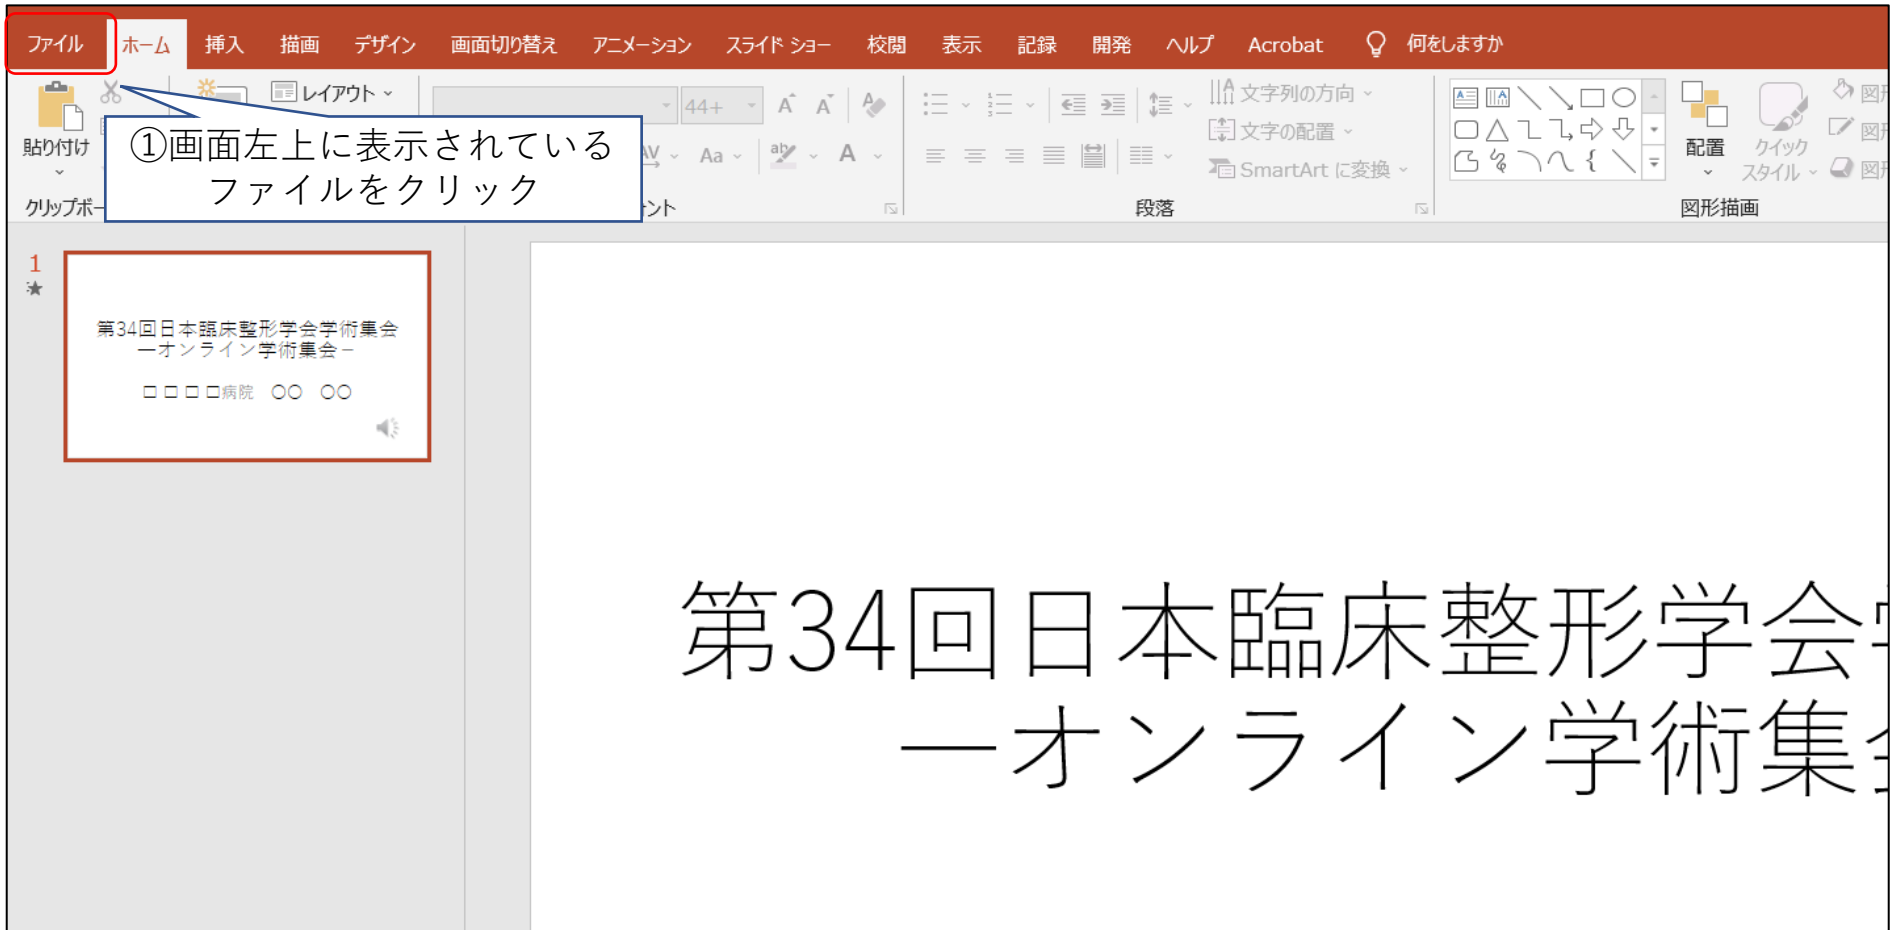 ファイル ホーム 挿入 描画 デザイン 画面切り替え アニメーション スライド ショー 校閲 表示 記録 開発 ヘルプ Acrobat 何をしますか
貼り付け
レイアウト
44+
Aa
文字列の方向
文字の配置
SmartArt に変換
配置
クイック
スタイル
図形
図形
図形
クリップボー
ント
段落
図形描画
①画面左上に表示されている
ファイルをクリック
1
第34回日本臨床整形学会学術集会
―オンライン学術集会－
□□□□病院 〇〇 〇〇
第34回日本臨床整形学会
―オンライン学術集